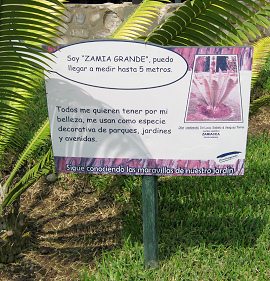 Soy "ZAMIA GRANDE", puedo
llegar a medir hasta 5 metros.
Todos me quieren tener por mi
belleza, me usan como especie
decorativa de parques, jardines
y avenidas.
ZAMIACEA
Sigue conociendo las maravillas de nuestro jardín!